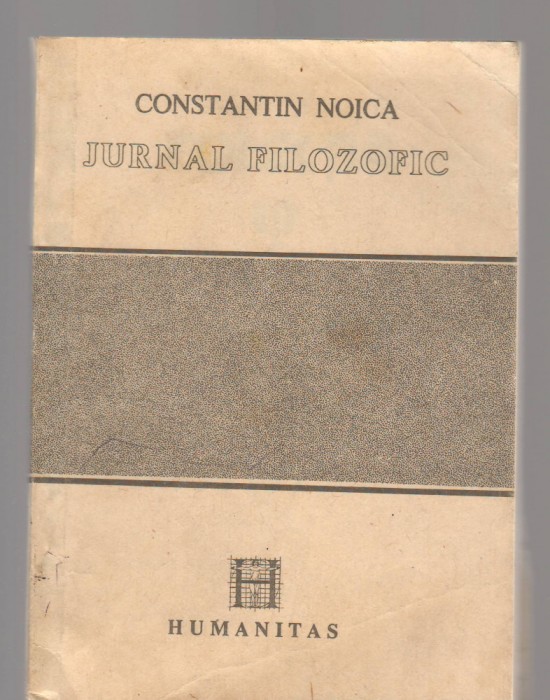 CONSTANTIN NOICA
JURNAL FILOZOFIC
H
HUMANITAS